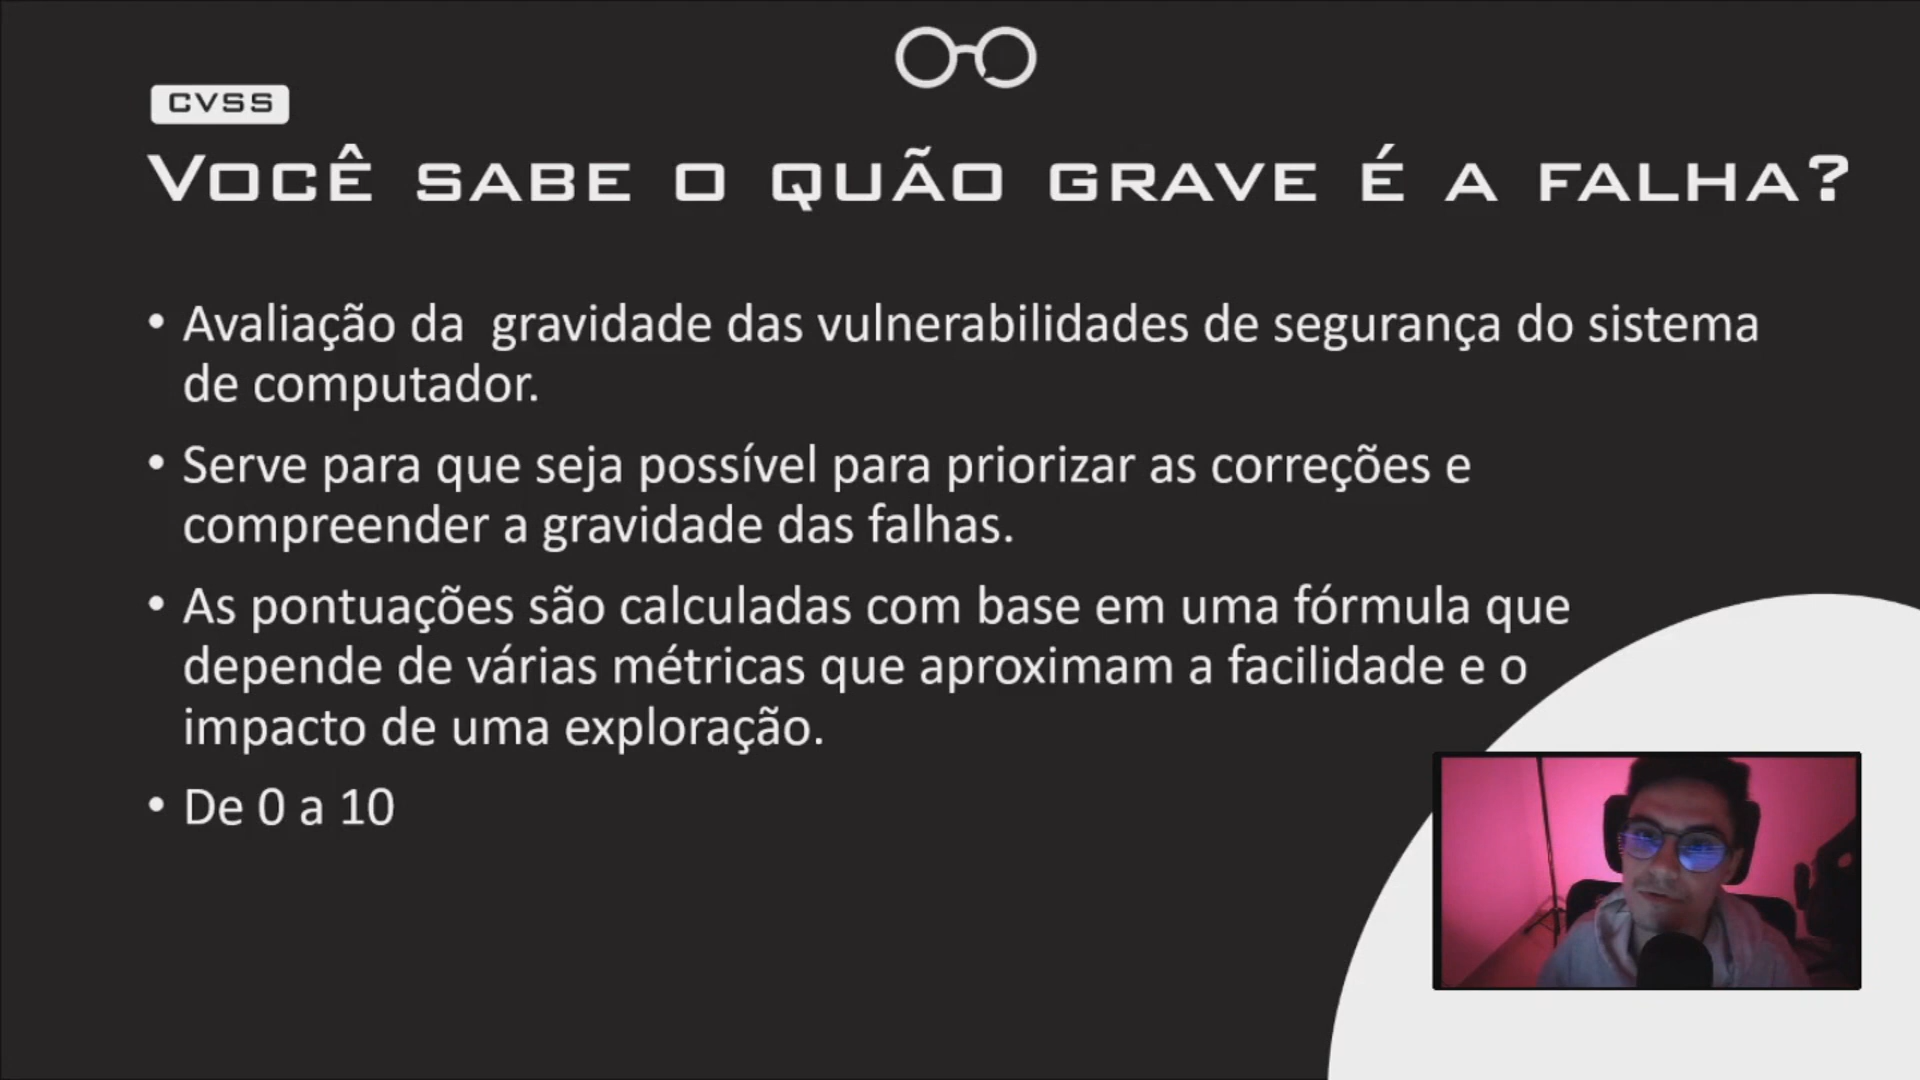 CVSS
VOCÊ SABE O QUÃO GRAVE É A FALHA?
• Avaliação da  gravidade das vulnerabilidades de segurança do sistema
de computador.
• Serve para que seja possível para priorizar as correções e
compreender a gravidade das falhas.
• As pontuações são calculadas com base em uma fórmula que
depende de várias métricas que aproximam a facilidade e o
impacto de uma exploração.
• De 0 a 10